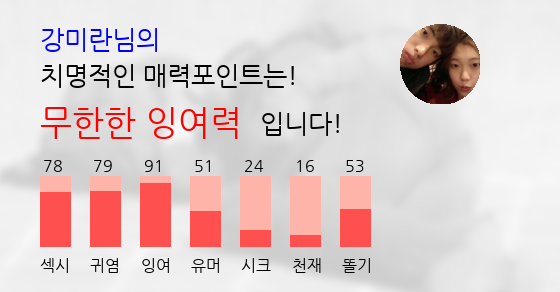 강미란님의
치명적인 매력포인트는!
무한한 잉여력 입니다!
78 79 91 51 24 16 53
섹시 귀염 잉여 유머 시크 천재 똘기